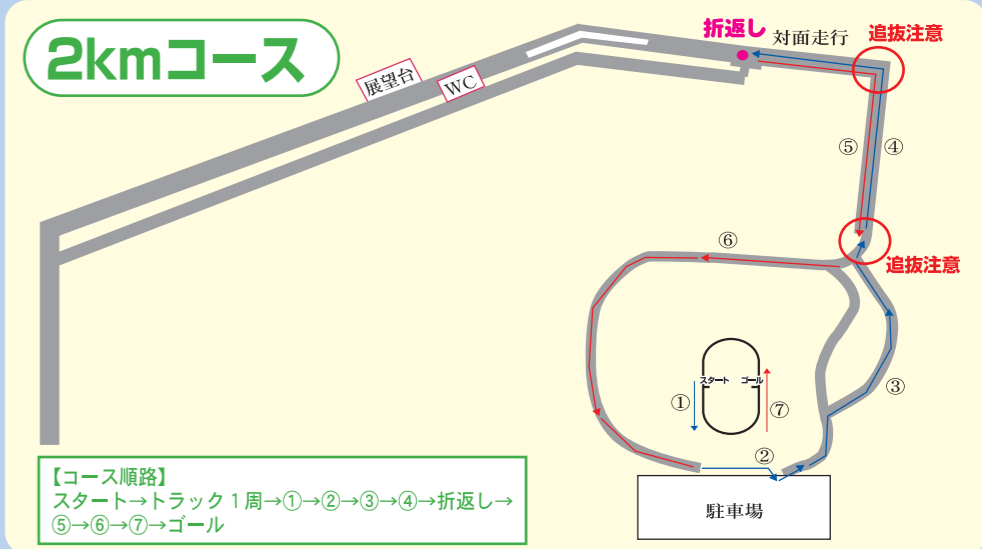 2kmコース
折返し
対面走行
追抜注意
展望台
WC
⑤
④
⑥
追抜注意
スタート
ゴール
①
⑦
③
②
駐車場
【コース順路】
スタート→トラック1周→①→②→③→④→折返し→
⑤→⑥→⑦→ゴール